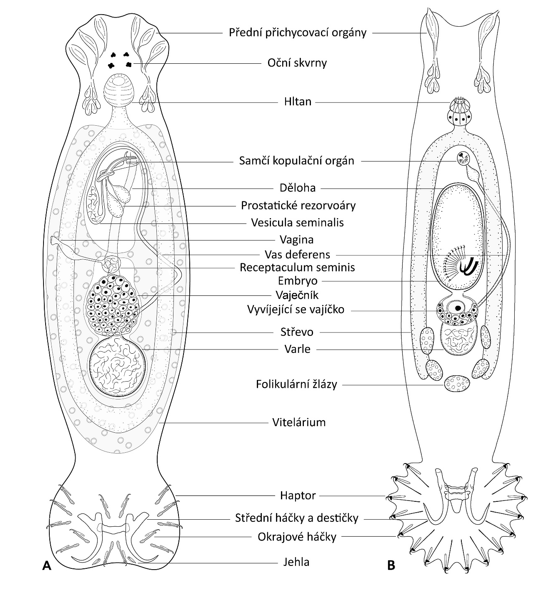 Přední přichycovací orgány
Oční skvrny
Hltan
Samčí kopulační orgán
Děloha
Prostatické rezorvoáry
Vesicula seminalis
Vagina
Vas deferens
Receptaculum seminis
Embryo
Vaječník
Vyvíjející se vajíčko
Střevo
Varle
Folikulární žlázy
Vitelárium
Haptor
Střední háčky a destičky
Okrajové háčky
Jehla
A
B